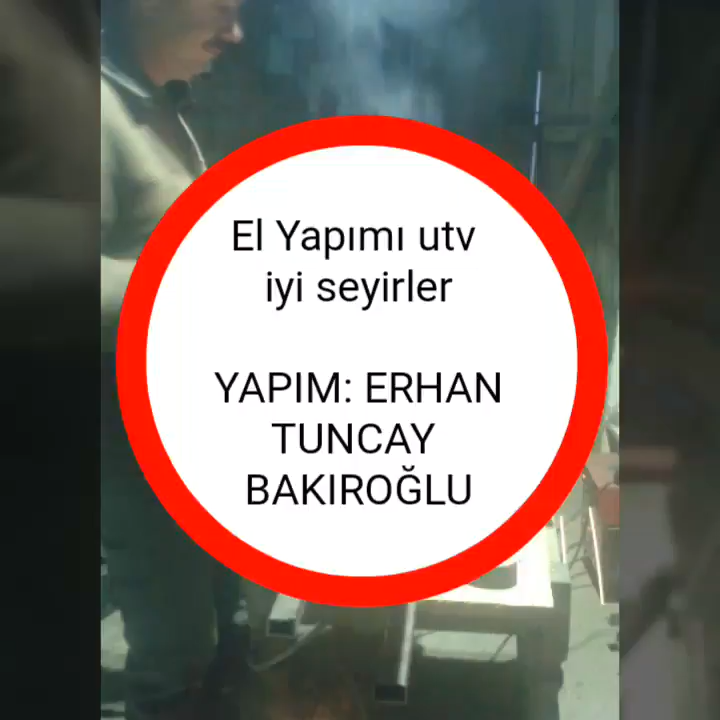 El Yapımı utv
iyi seyirler
YAPIM: ERHAN
TUNCAY
BAKIROĞLU